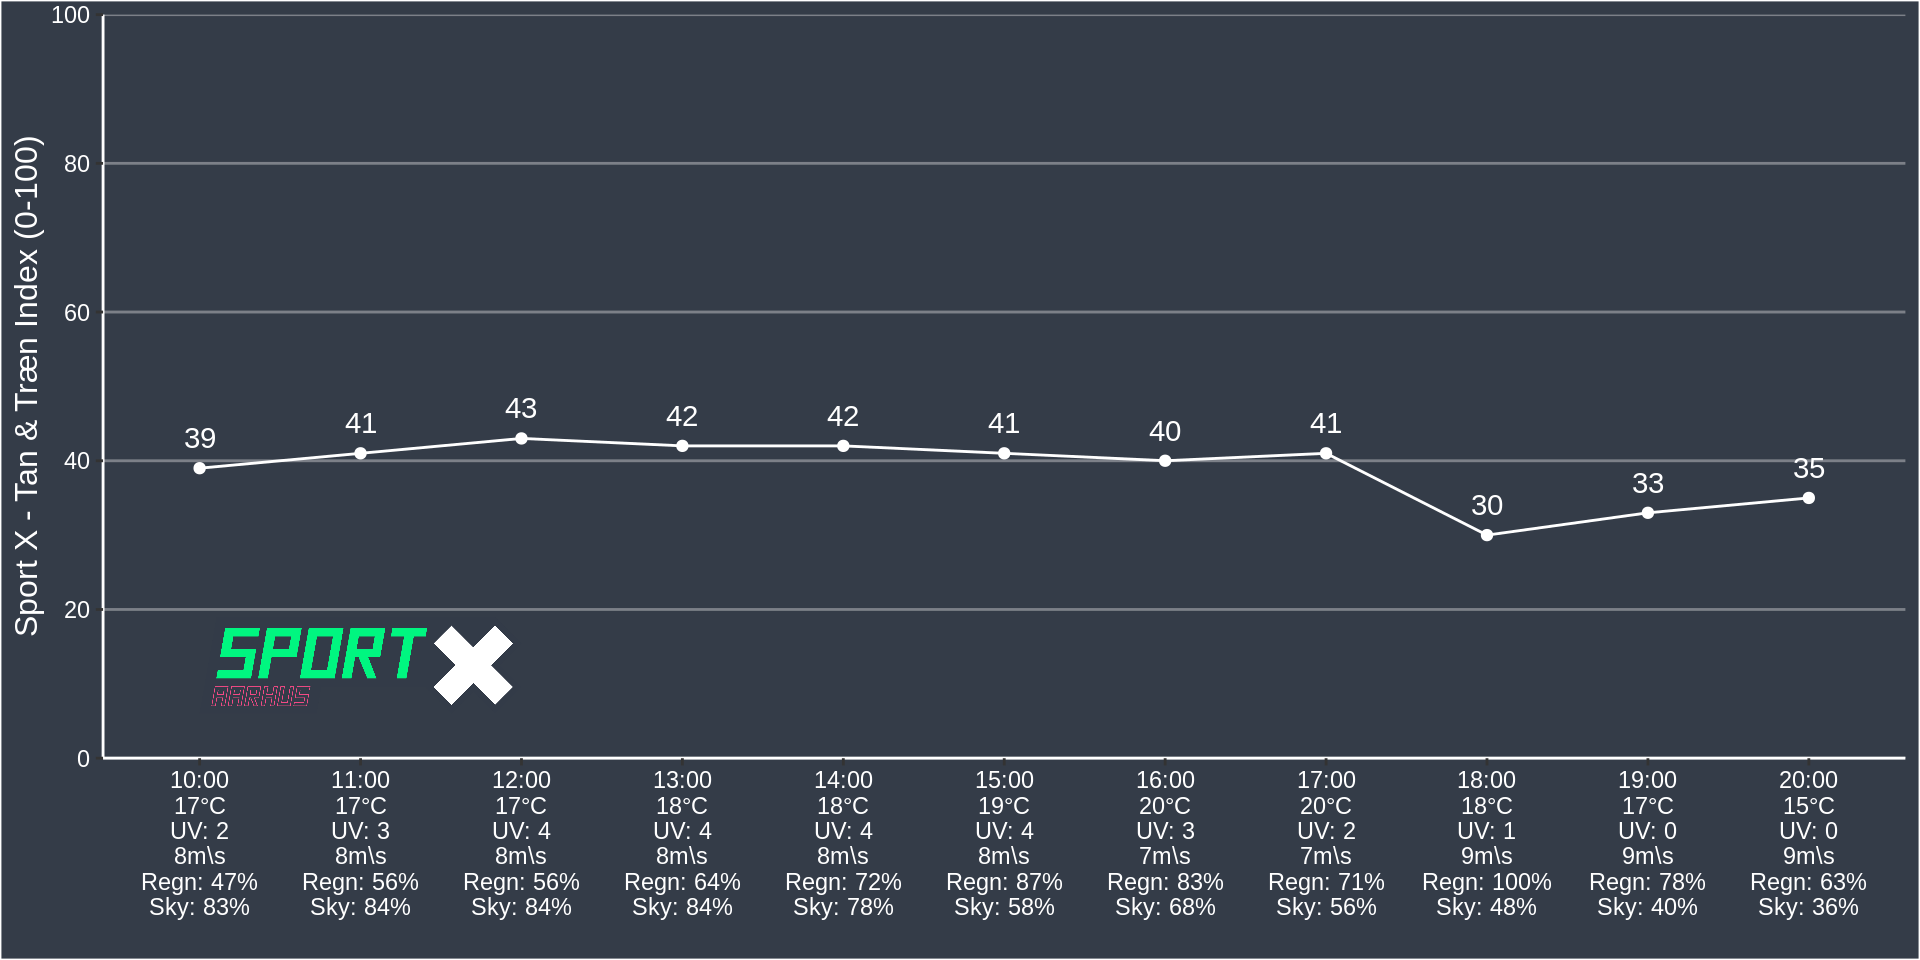 Sport X - Tan & Træn Index (0-100)
100
80
60
40
20
0
39
41
43
42
42
41
40
41
30
33
35
SPORT X
AARHUS
10:00 11:00 12:00 13:00 14:00 15:00 16:00 17:00 18:00 19:00 20:00
17°C 17°C 17°C 18°C 18°C 19°C 20°C 20°C 18°C 17°C 15°C
UV: 2 UV: 3 UV: 4 UV: 4 UV: 4 UV: 4 UV: 3 UV: 2 UV: 1 UV: 0 UV: 0
8m\s 8m\s 8m\s 8m\s 8m\s 8m\s 7m\s 7m\s 9m\s 9m\s 9m\s
Regn: 47% Regn: 56% Regn: 56% Regn: 64% Regn: 72% Regn: 87% Regn: 83% Regn: 71% Regn: 100% Regn: 78% Regn: 63%
Sky: 83% Sky: 84% Sky: 84% Sky: 84% Sky: 78% Sky: 58% Sky: 68% Sky: 56% Sky: 48% Sky: 40% Sky: 36%